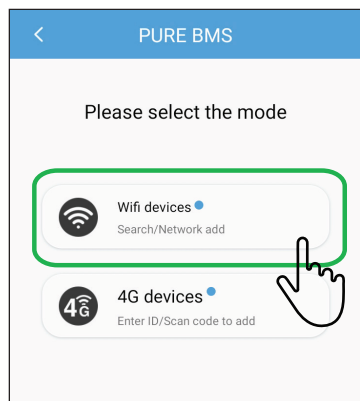 PURE BMS
Please select the mode
Wifi devices
Search/Network add
4G
4G devices
Enter ID/Scan code to add